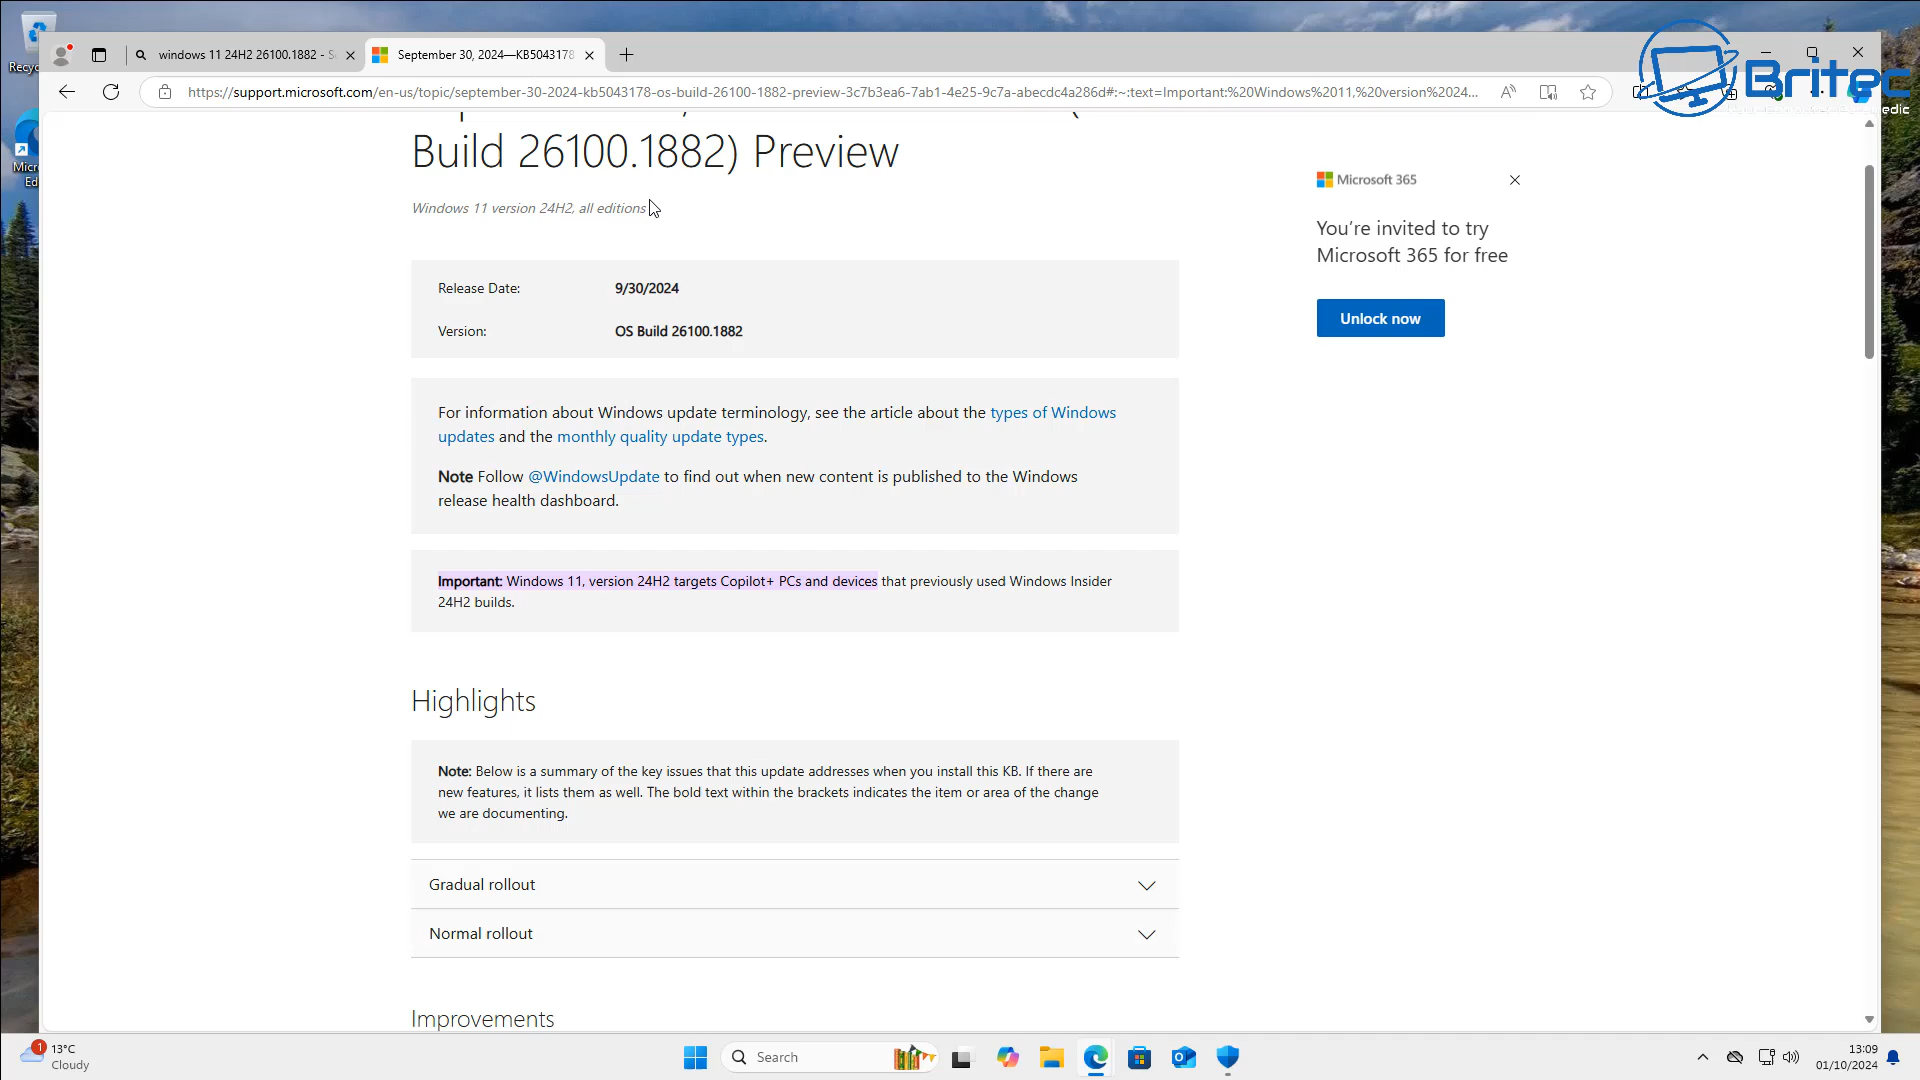 Recyc
windows 11 24H2 26100.1882 - S
September 30, 2024—KB5043178
Britec
https://support.microsoft.com/en-us/topic/september-30-2024-kb5043178-os-build-26100-1882-preview-3c7b3ea6-7ab1-4e25-9c7a-abecdc4a286d#:~:text=Important:%20Windows%2011,%20version%2024...
Micr
Ed
Build 26100.1882) Preview
Windows 11 version 24H2, all editions
Release Date: 9/30/2024
Version: OS Build 26100.1882
For information about Windows update terminology, see the article about the types of Windows
updates and the monthly quality update types.
Note Follow @WindowsUpdate to find out when new content is published to the Windows
release health dashboard.
Important: Windows 11, version 24H2 targets Copilot+ PCs and devices that previously used Windows Insider
24H2 builds.
Highlights
Note: Below is a summary of the key issues that this update addresses when you install this KB. If there are
new features, it lists them as well. The bold text within the brackets indicates the item or area of the change
we are documenting.
Gradual rollout
Normal rollout
Improvements
Microsoft 365
You're invited to try
Microsoft 365 for free
Unlock now
1
13°C
Cloudy
Search
13:09
01/10/2024